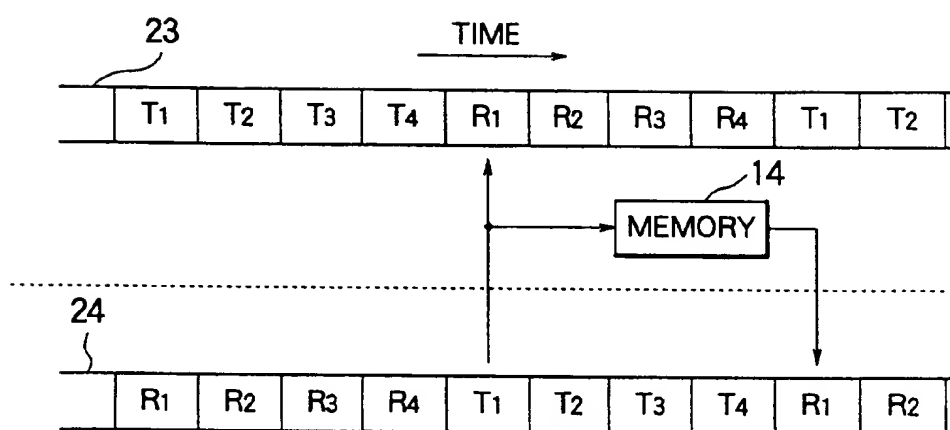 23
TIME
T1 T2 T3 T4 R1 R2 R3 R4 T1 T2
14
MEMORY
24
R1 R2 R3 R4 T1 T2 T3 T4 R1 R2